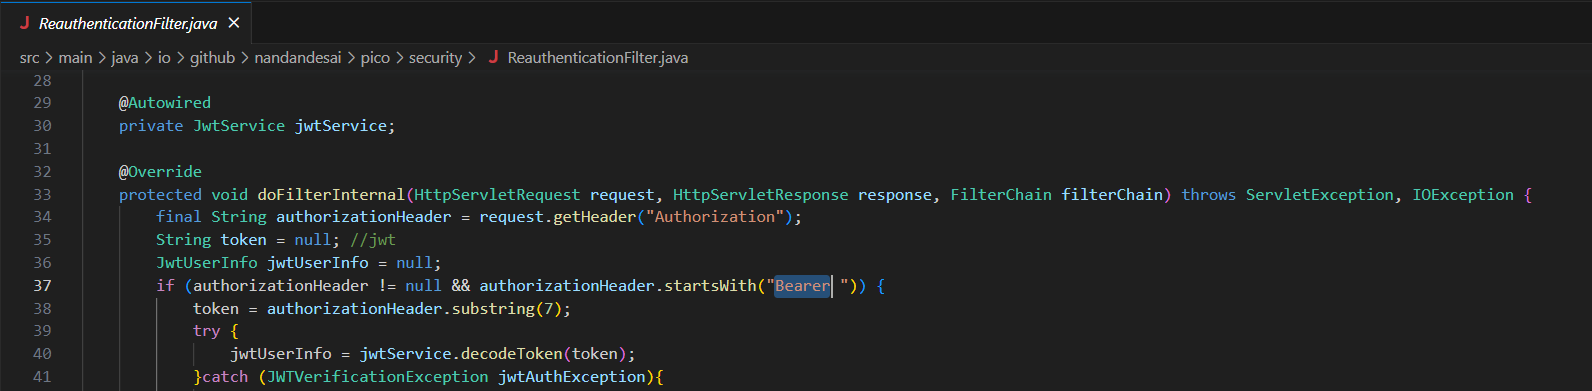 J ReauthenticationFilter.java ×
src > main > java > io > github > nandandesai > pico > security > J ReauthenticationFilter.java
28
29 @Autowired
30 private JwtService jwtService;
31
32 @Override
33 protected void doFilterInternal(HttpServletRequest request, HttpServletResponse response, FilterChain filterChain) throws ServletException, IOException {
34 final String authorizationHeader = request.getHeader("Authorization");
35 String token = null; //jwt
36 JwtUserInfo jwtUserInfo = null;
37 if (authorizationHeader != null && authorizationHeader.startsWith("Bearer ")) {
38 token = authorizationHeader.substring(7);
39 try {
40 jwtUserInfo = jwtService.decodeToken(token);
41 }catch (JWTVerificationException jwtAuthException){